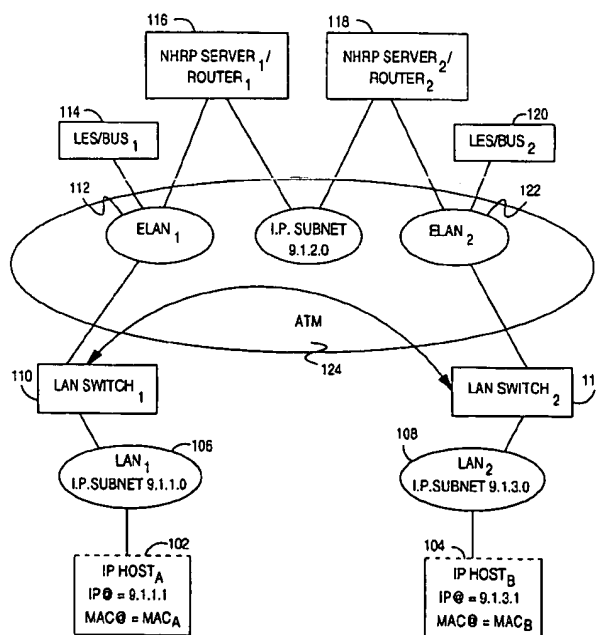 116
118
NHRP SERVER1/
ROUTER1
NHRP SERVER2/
ROUTER2
114
LES/BUS1
120
LES/BUS2
112
122
ELAN1
I.P. SUBNET
9.1.2.0
ELAN2
ATM
124
110
LAN SWITCH1
LAN SWITCH2
11
106
LAN1
I.P.SUBNET 9.1.1.0
108
LAN2
I.P.SUBNET 9.1.3.0
102
IP HOSTA
IP@ = 9.1.1.1
MAC@ = MACA
104
IP HOSTB
IP@ = 9.1.3.1
MAC@ = MACB